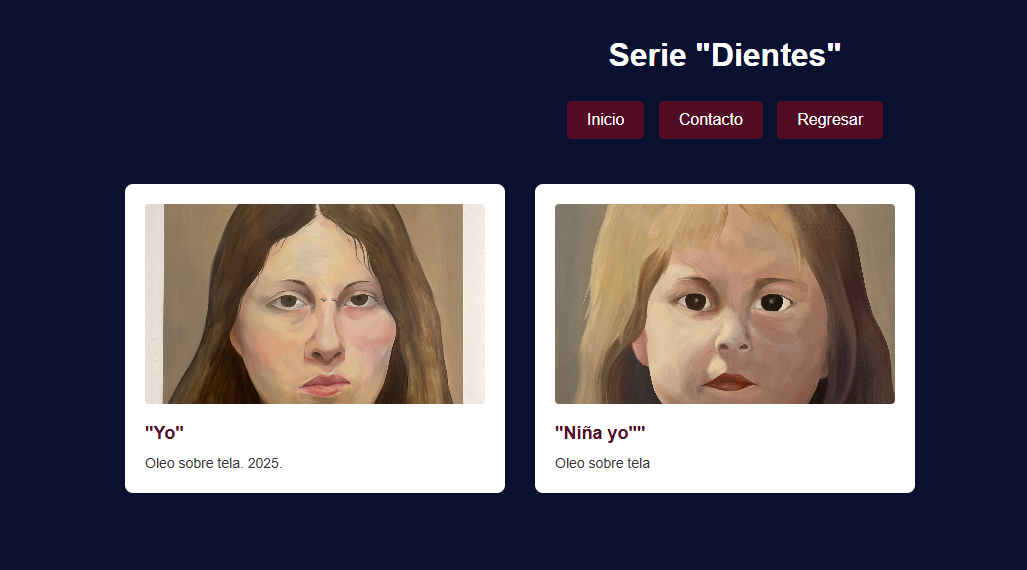 Serie "Dientes"
Inicio Contacto Regresar
"Yo"
Oleo sobre tela. 2025.
"Niña yo""
Oleo sobre tela